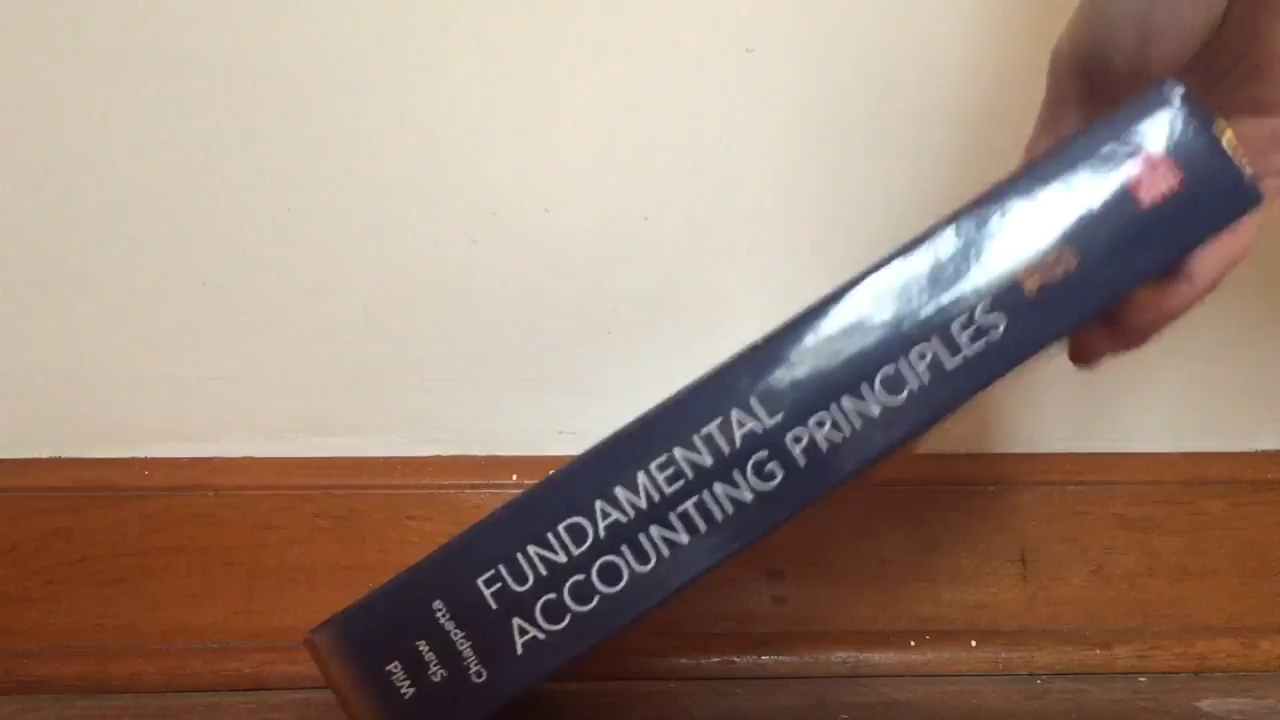 Wild
Shaw
Chiappetta
FUNDAMENTAL
ACCOUNTING PRINCIPLES